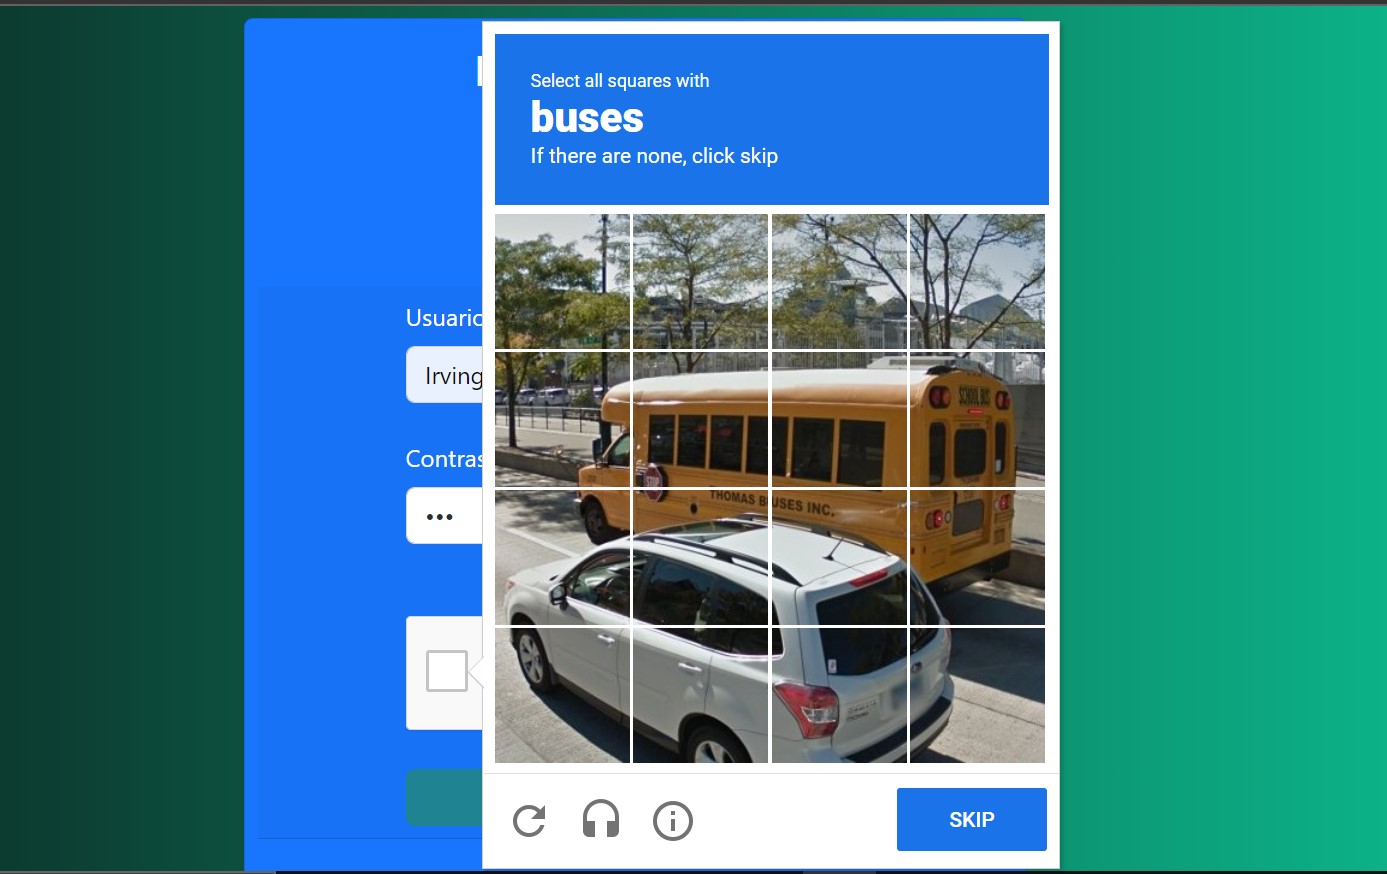 Select all squares with
buses
If there are none, click skip
Usuario
Irving
Contras
•••
SCHOOL BUS
STOP
THOMAS BUSES INC.
SKIP